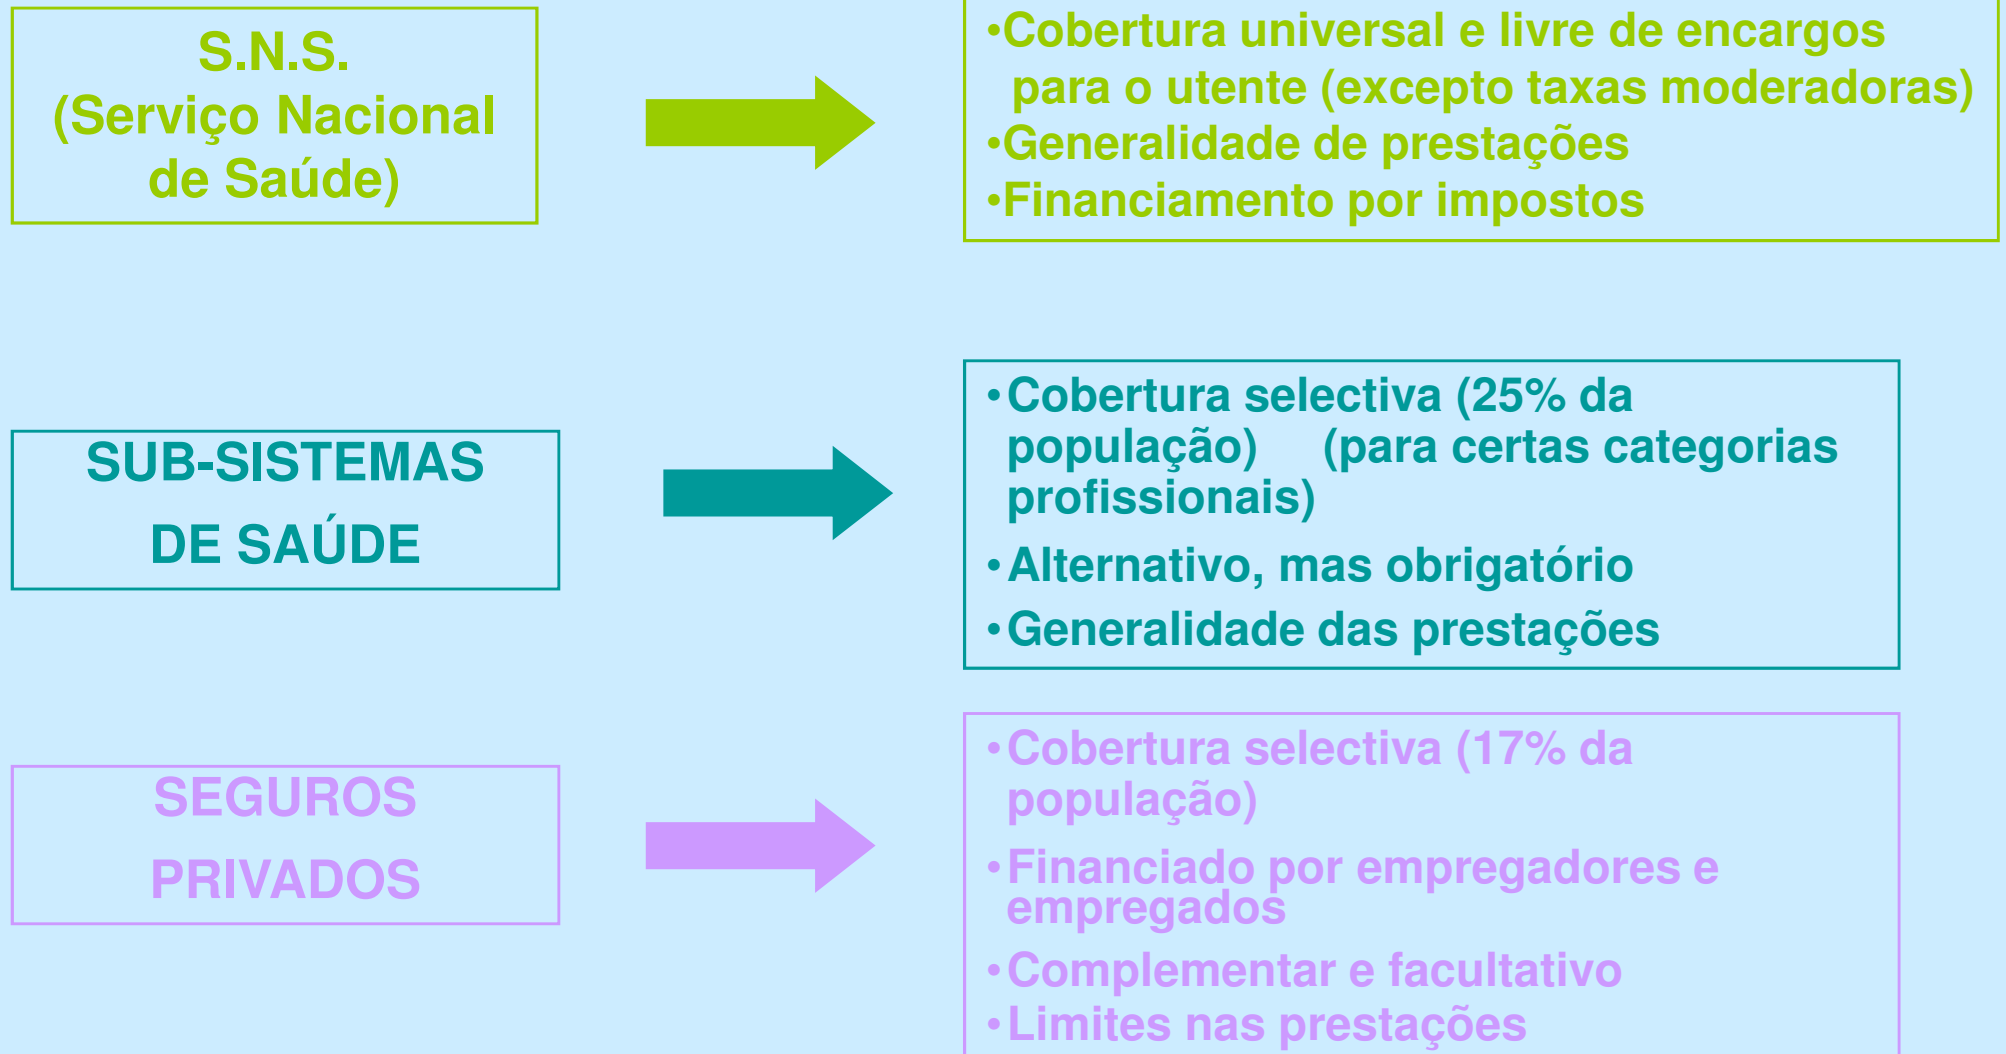 S.N.S.
(Serviço Nacional
de Saúde)
•Cobertura universal e livre de encargos
para o utente (excepto taxas moderadoras)
•Generalidade de prestações
•Financiamento por impostos
SUB-SISTEMAS
DE SAÚDE
•Cobertura selectiva (25% da
população) (para certas categorias
profissionais)
•Alternativo, mas obrigatório
•Generalidade das prestações
SEGUROS
PRIVADOS
•Cobertura selectiva (17% da
população)
•Financiado por empregadores e
empregados
•Complementar e facultativo
•Limites nas prestações